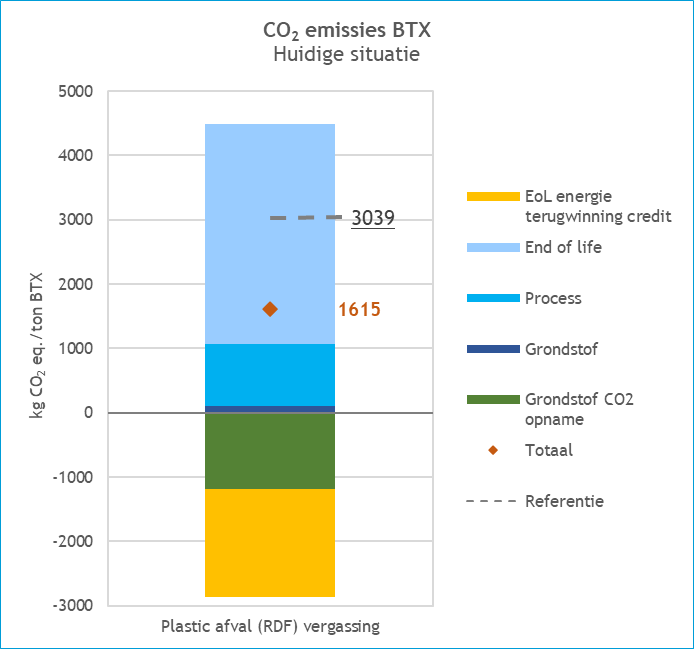 CO₂ emissies BTX
Huidige situatie
kg CO₂ eq./ton BTX
5000
4000
3000
2000
1000
0
-1000
-2000
-3000
3039
1615
Plastic afval (RDF) vergassing
EoL energie
terugwinning credit
End of life
Process
Grondstof
Grondstof CO2
opname
Totaal
Referentie